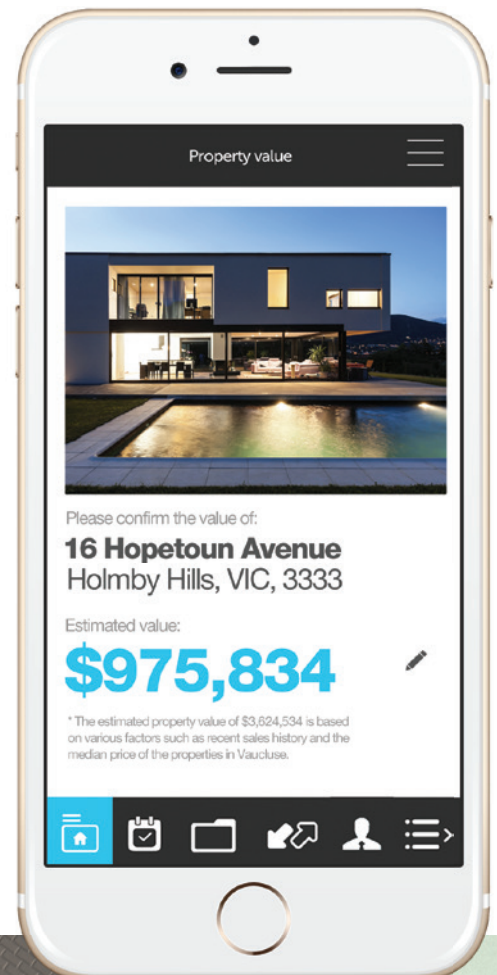 Property value
Please confirm the value of:
16 Hopetoun Avenue
Holmby Hills, VIC, 3333
Estimated value:
$975,834
* The estimated property value of $3,624,534 is based
on various factors such as recent sales history and the
median price of the properties in Vaucluse.